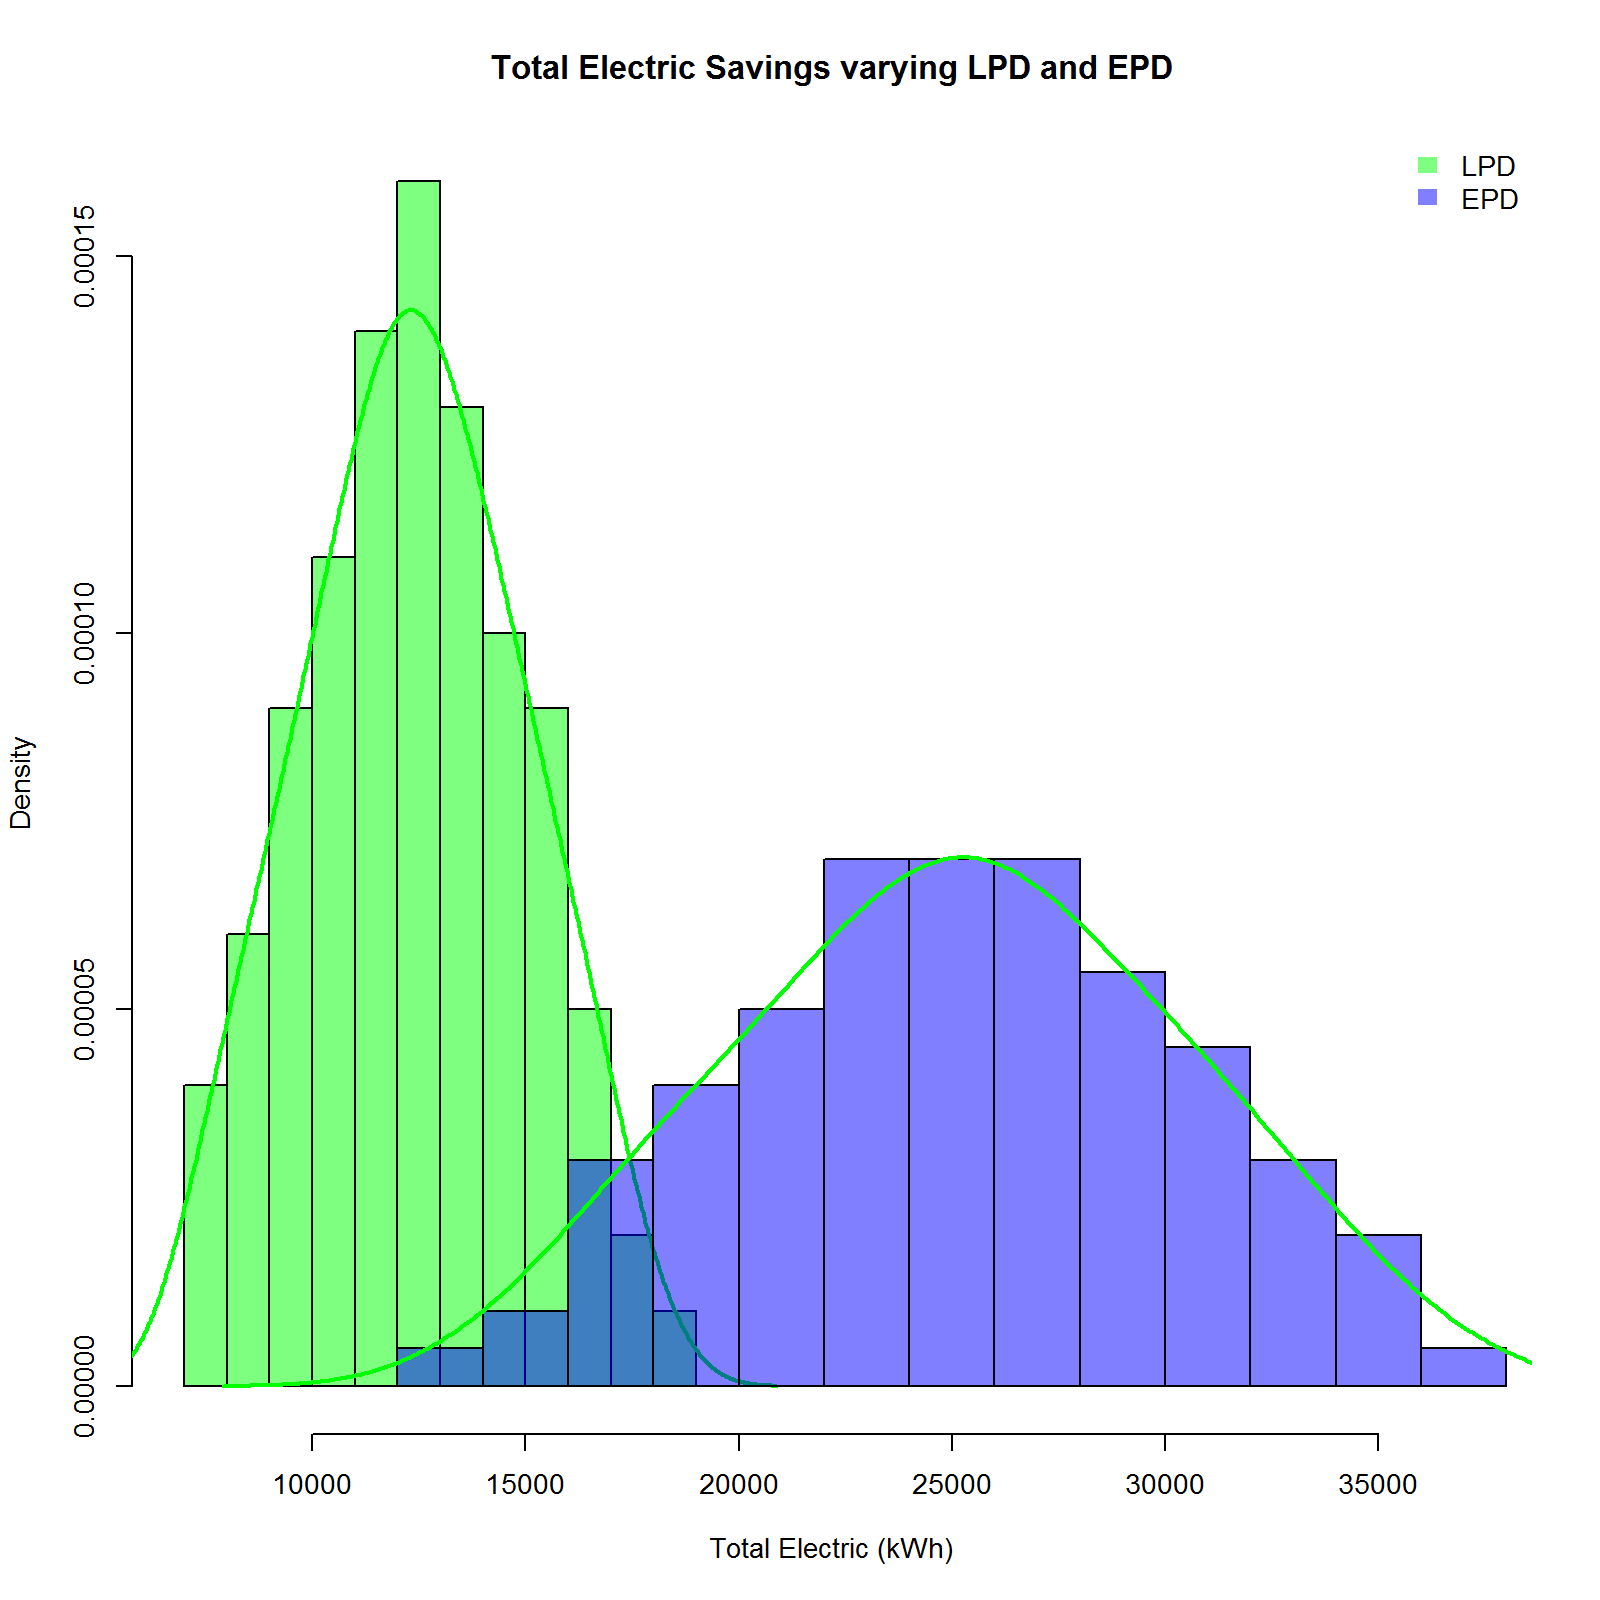 Total Electric Savings varying LPD and EPD
LPD
EPD
0.00015
0.00010
0.00005
0.00000
Density
10000 15000 20000 25000 30000 35000
Total Electric (kWh)